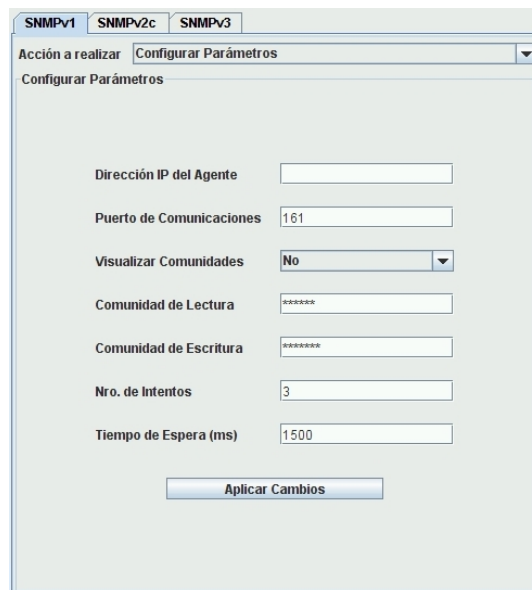 SNMPv1 SNMPv2c SNMPv3
Acción a realizar Configurar Parámetros
Configurar Parámetros
Dirección IP del Agente
Puerto de Comunicaciones 161
Visualizar Comunidades No
Comunidad de Lectura ******
Comunidad de Escritura *******
Nro. de Intentos 3
Tiempo de Espera (ms) 1500
Aplicar Cambios